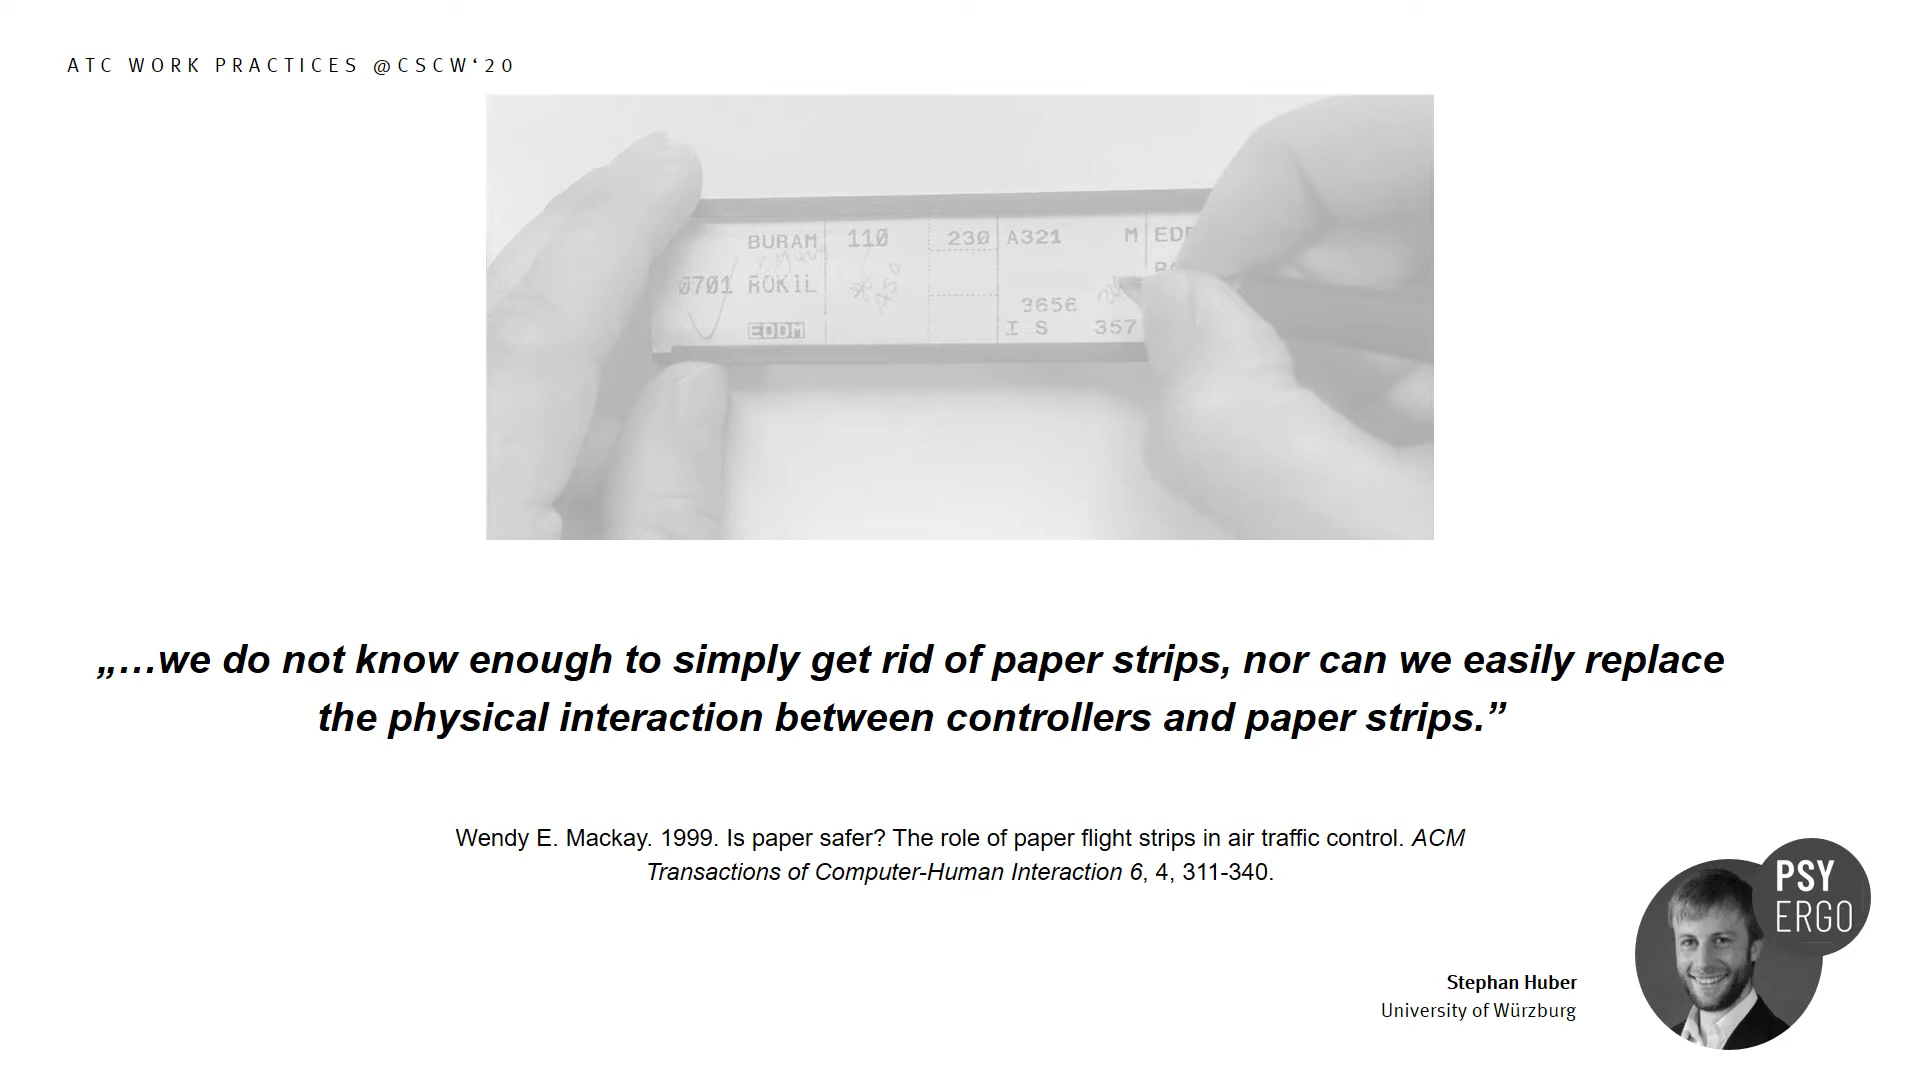 ATC WORK PRACTICES @CSCW‘20
BURAM 110 230 A321 M
0701 ROKIL
3656
EDDM I S 357
„…we do not know enough to simply get rid of paper strips, nor can we easily replace
the physical interaction between controllers and paper strips.”
Wendy E. Mackay. 1999. Is paper safer? The role of paper flight strips in air traffic control. ACM
Transactions of Computer-Human Interaction 6, 4, 311-340.
PSY
ERGO
Stephan Huber
University of Würzburg